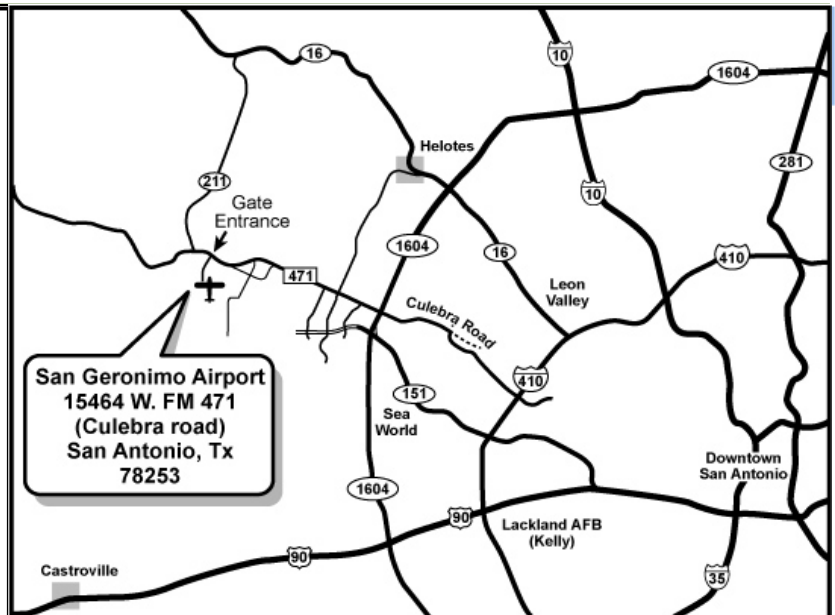 10
16
1604
Helotes
281
211
10
Gate
Entrance
1604
16
410
471
Leon
Valley
Culebra Road
San Geronimo Airport
15464 W. FM 471
(Culebra road)
San Antonio, Tx
78253
410
151
Sea
World
Downtown
San Antonio
1604
90
Lackland AFB
(Kelly)
90
Castroville
35